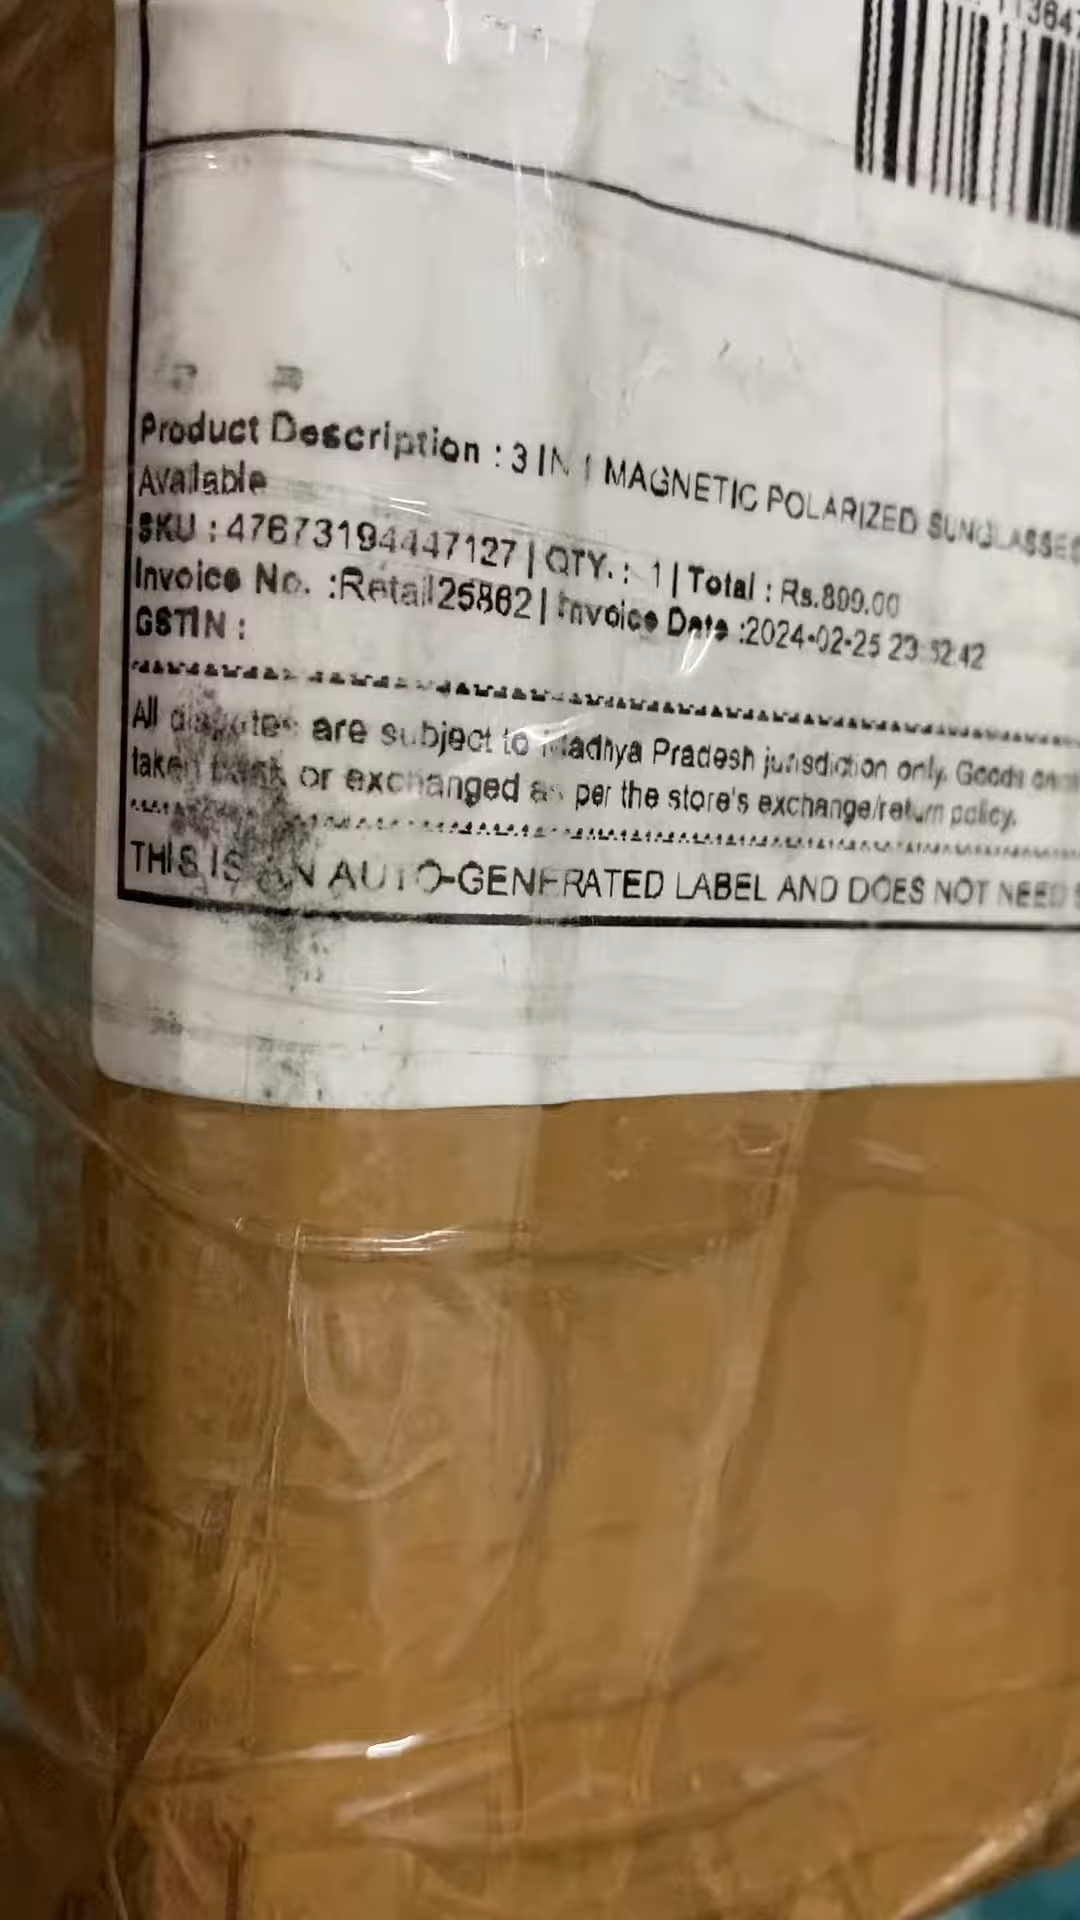 11384
Product Description : 3 IN 1 MAGNETIC POLARIZED SUNGLASSES
Available
SKU : 47673194447127 | QTY. : 1 | Total : Rs.899.00
Invoice No. :Retail25862 | Invoice Date :2024-02-25 23:52:42
GSTIN :
All disputes are subject to Madhya Pradesh jurisdiction only. Goods
taken back or exchanged as per the store's exchange/return policy.
THIS IS AN AUTO-GENERATED LABEL AND DOES NOT NEED